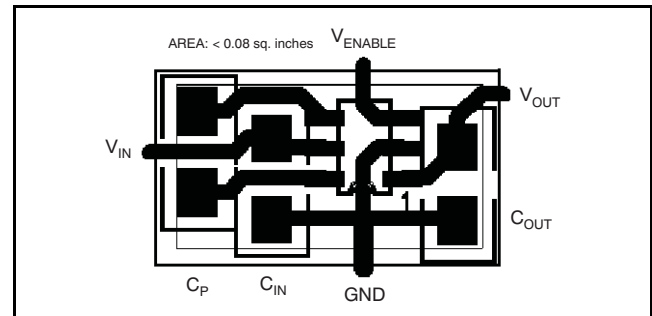 AREA: < 0.08 sq. inches
VENABLE
VOUT
VIN
1
COUT
CP
CIN
GND